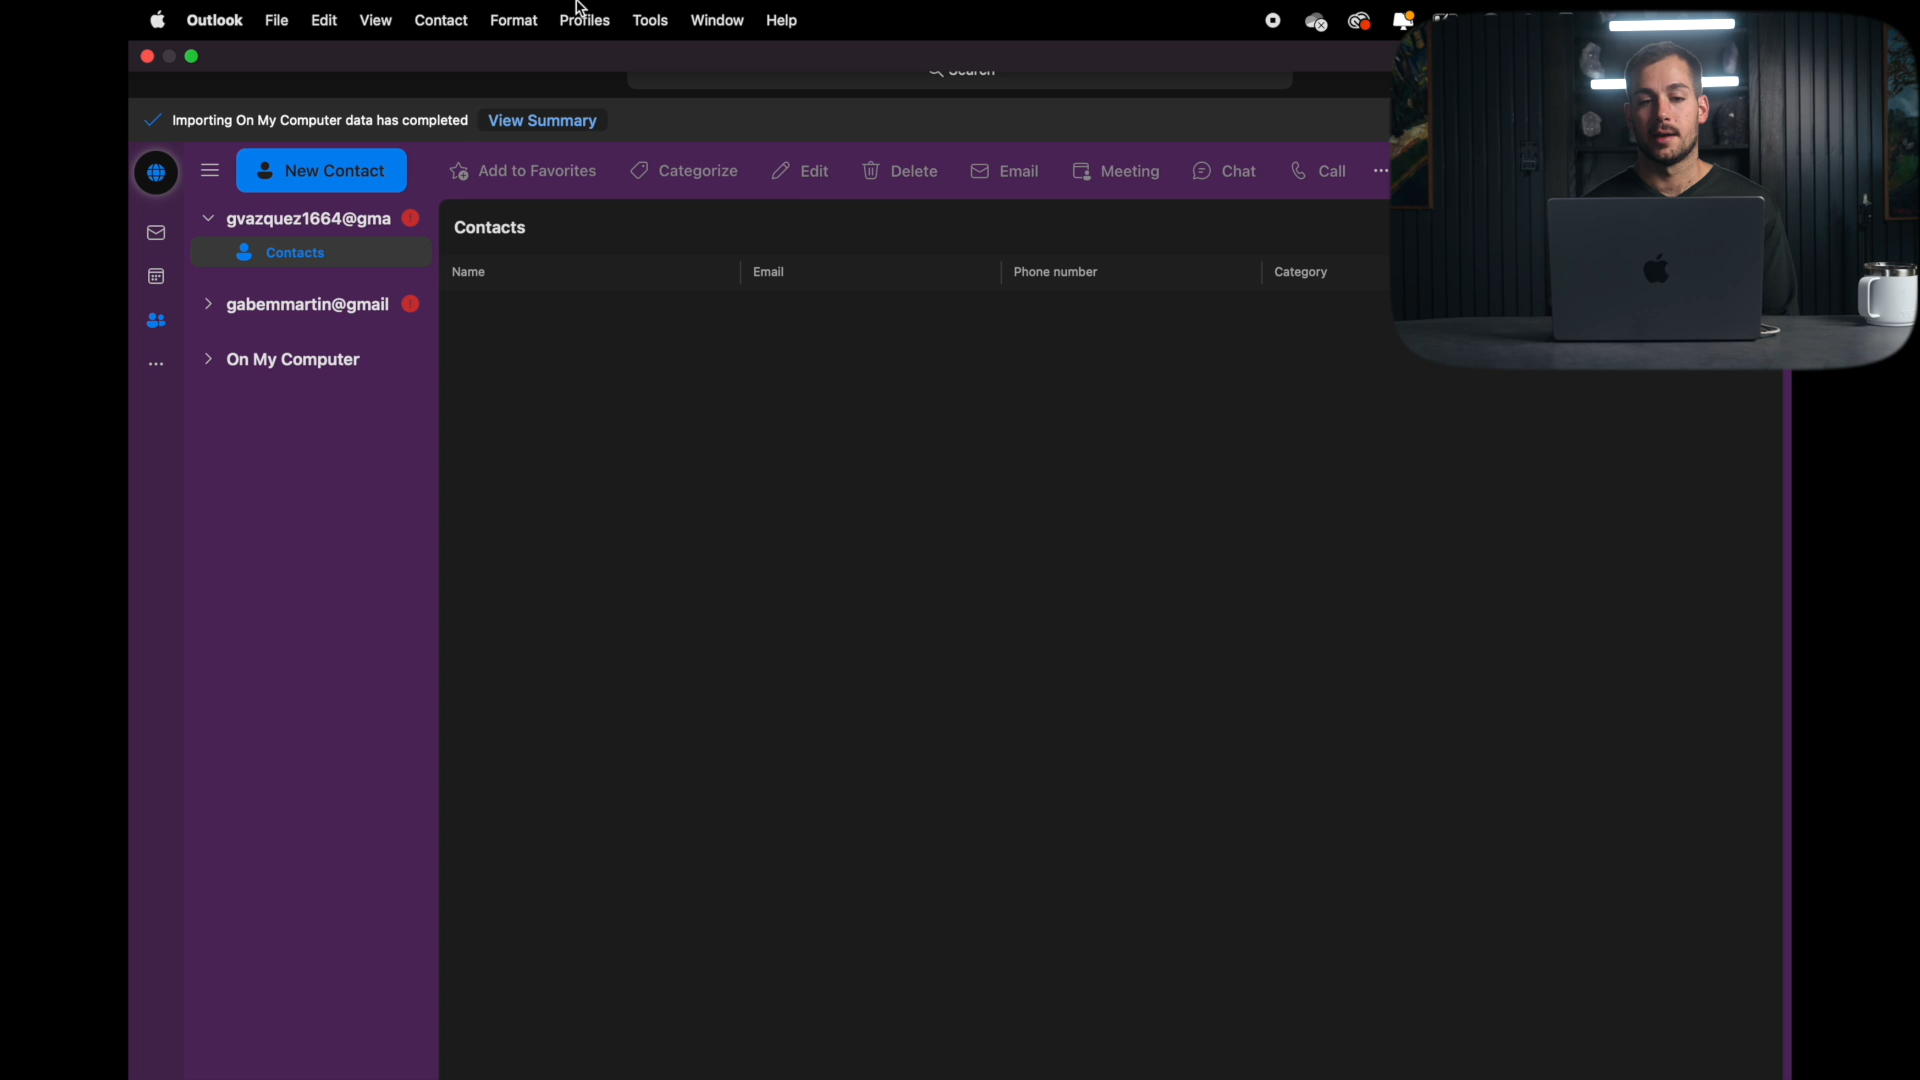 Outlook File Edit View Contact Format Profiles Tools Window Help
Search
Importing On My Computer data has completed View Summary
New Contact Add to Favorites Categorize Edit Delete Email Meeting Chat Call ...
gvazquez1664@gma
Contacts
gabemmartin@gmail
On My Computer
Contacts
Name Email Phone number Category